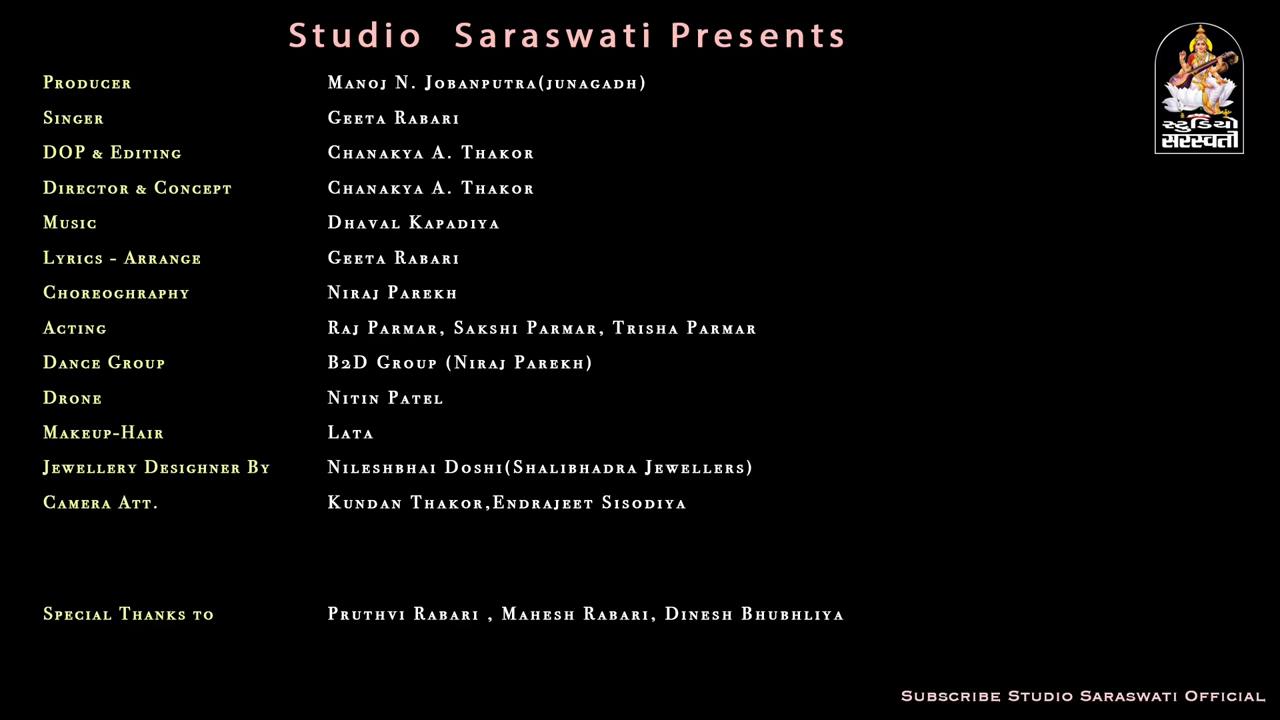 Studio Saraswati Presents
Producer Manoj N. Jobanputra(junagadh)
Singer Geeta Rabari
DOP & Editing Chanakya A. Thakor
Director & Concept Chanakya A. Thakor
Music Dhaval Kapadiya
Lyrics - Arrange Geeta Rabari
Choreoghraphy Niraj Parekh
Acting Raj Parmar, Sakshi Parmar, Trisha Parmar
Dance Group B2D Group (Niraj Parekh)
Drone Nitin Patel
Makeup-Hair Lata
Jewellery Desighner By Nileshbhai Doshi(Shalibhadra Jewellers)
Camera Att. Kundan Thakor,Endrajeet Sisodiya
Special Thanks to Pruthvi Rabari , Mahesh Rabari, Dinesh Bhubhliya
સ્ટુડિયો
સરસ્વતી
Subscribe Studio Saraswati Official